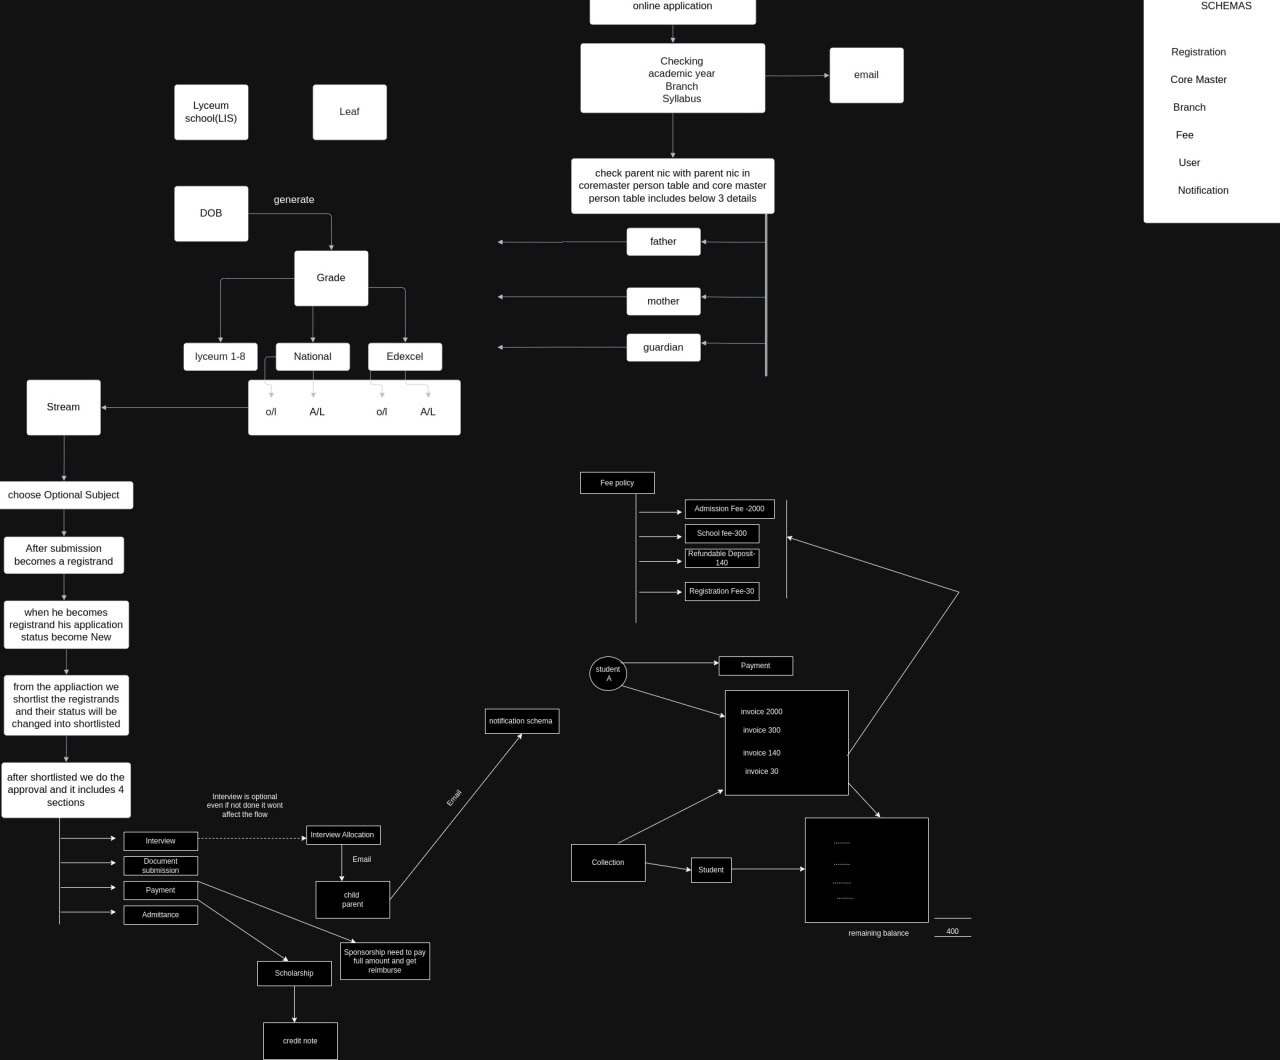 online application
SCHEMAS
Checking
academic year
Branch
Syllabus
email
Registration
Core Master
Branch
Fee
User
Notification
Lyceum
school(LIS)
Leaf
check parent nic with parent nic in
coremaster person table and core master
person table includes below 3 details
DOB
generate
father
Grade
mother
guardian
lyceum 1-8
National
Edexcel
Stream
o/l
A/L
o/l
A/L
choose Optional Subject
After submission
becomes a registrand
when he becomes
registrand his application
status become New
from the appliaction we
shortlist the registrands
and their status will be
changed into shortlisted
after shortlisted we do the
approval and it includes 4
sections
Interview
Document
submission
Payment
Admittance
Interview is optional
even if not done it wont
affect the flow
Interview Allocation
Email
child
parent
Email
notification schema
Sponsorship need to pay
full amount and get
reimburse
Scholarship
credit note
Fee policy
Admission Fee -2000
School fee-300
Refundable Deposit-
140
Registration Fee-30
student
A
Payment
invoice 2000
invoice 300
invoice 140
invoice 30
Collection
Student
........
........
.........
........
remaining balance
400